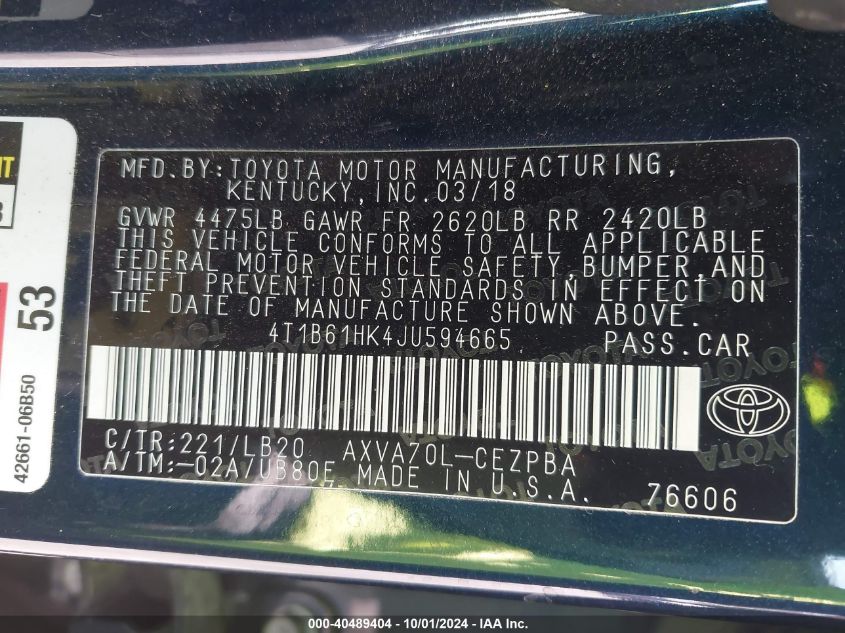 MFD.BY:TOYOTA MOTOR MANUFACTURING,
KENTUCKY,INC.03/18
GVWR 4475LB GAWR FR 2620LB RR 2420LB
THIS VEHICLE CONFORMS TO ALL APPLICABLE
FEDERAL MOTOR VEHICLE SAFETY,BUMPER,AND
THEFT PREVENTION STANDARDS IN EFFECT ON
THE DATE OF MANUFACTURE SHOWN ABOVE.
4T1B61HK4JU594665 PASS.CAR
C/TR:221/LB20 AXVA70L-CEZPBA
A/TM:-02A/UB80E MADE IN U.S.A. 76606
53
42661-06B50
000-40489404 - 10/01/2024 - IAA Inc.